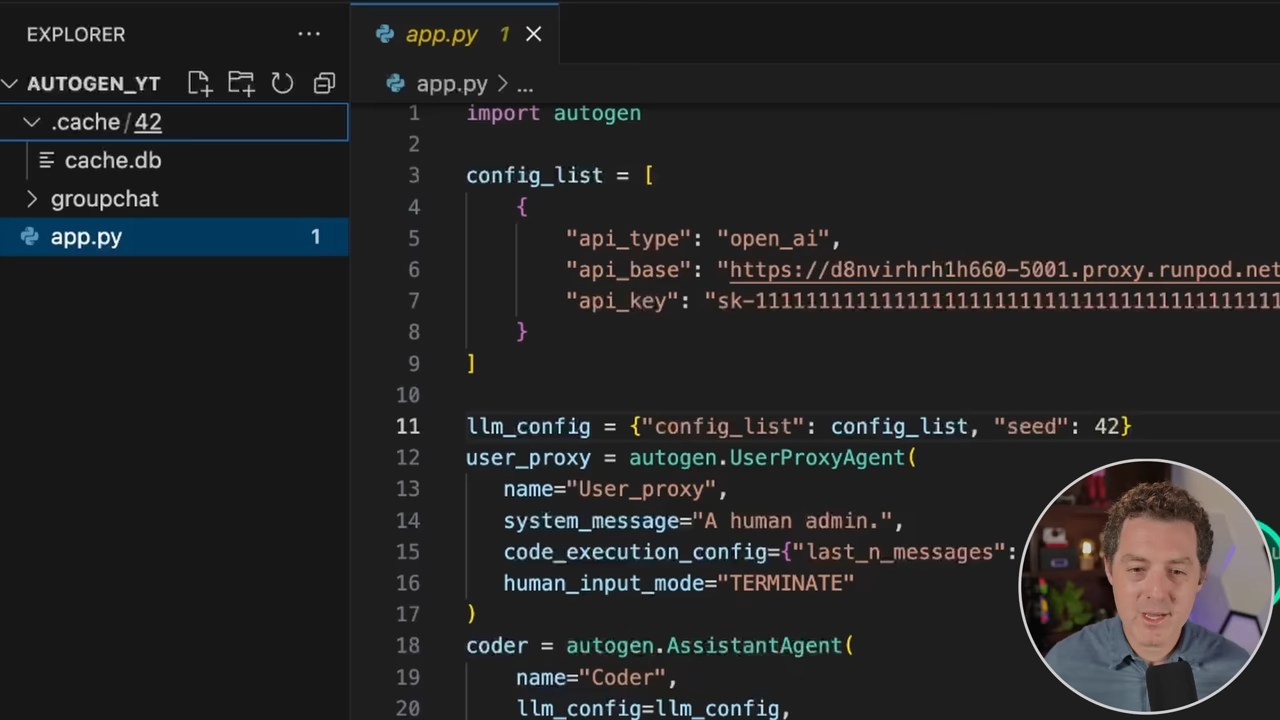 EXPLORER ...
AUTOGEN_YT
.cache/42
cache.db
groupchat
app.py 1
app.py 1
app.py > ...
1 import autogen
2
3 config_list = [
4 {
5 "api_type": "open_ai",
6 "api_base": "https://d8nvirhrh1h660-5001.proxy.runpod.net
7 "api_key": "sk-111111111111111111111111111111111111111111111
8 }
9 ]
10
11 llm_config = {"config_list": config_list, "seed": 42}
12 user_proxy = autogen.UserProxyAgent(
13 name="User_proxy",
14 system_message="A human admin.",
15 code_execution_config={"last_n_messages":
16 human_input_mode="TERMINATE"
17 )
18 coder = autogen.AssistantAgent(
19 name="Coder",
20 llm_config=llm_config,